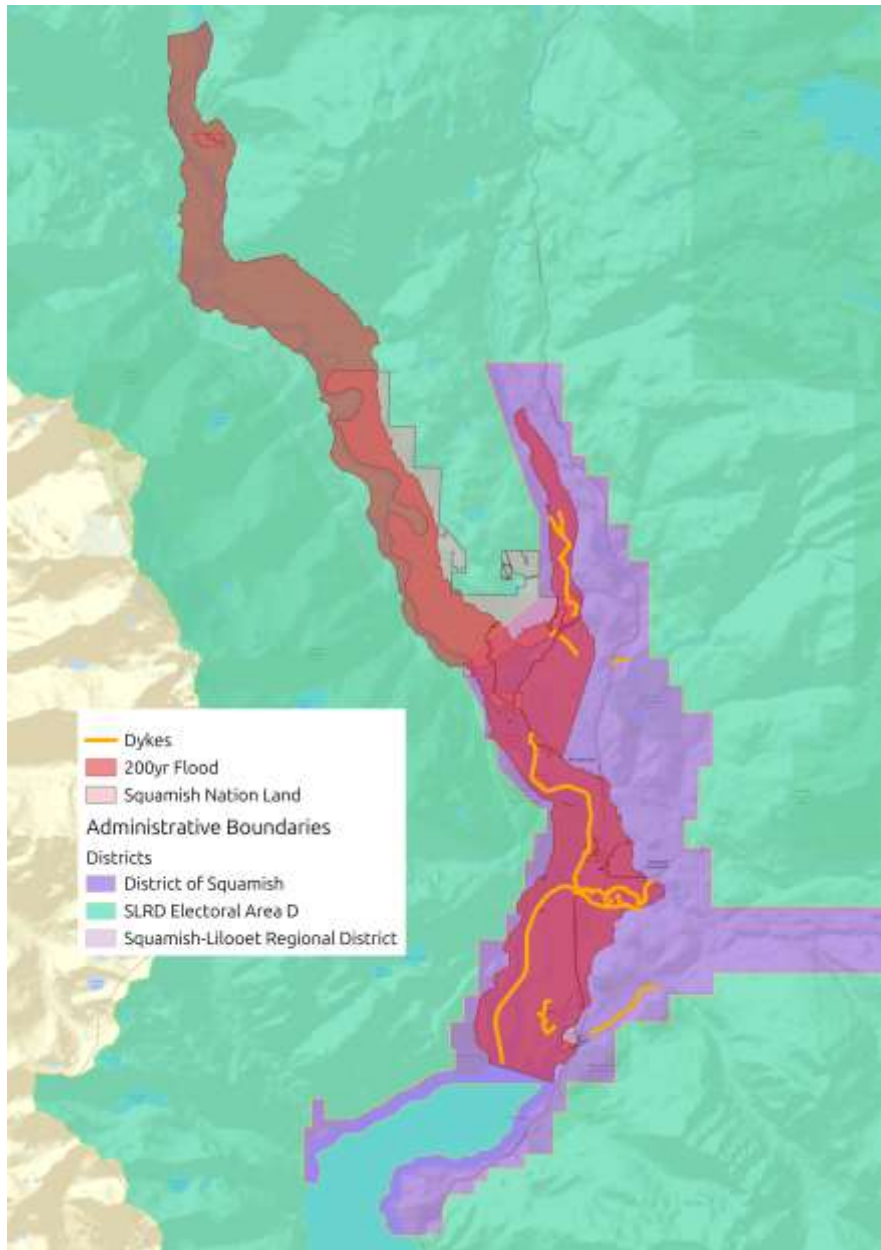 Dykes
200yr Flood
Squamish Nation Land
Administrative Boundaries
Districts
District of Squamish
SLRD Electoral Area D
Squamish-Lilooet Regional District